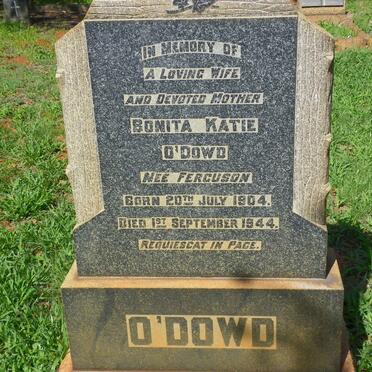 IN MEMORY OF
A LOVING WIFE
AND DEVOTED MOTHER
BONITA KATIE
O'DOWD
NEÉ FERGUSON
BORN 20TH JULY 1904.
DIED 1ST SEPTEMBER 1944.
REQUIESCAT IN PACE.
O'DOWD